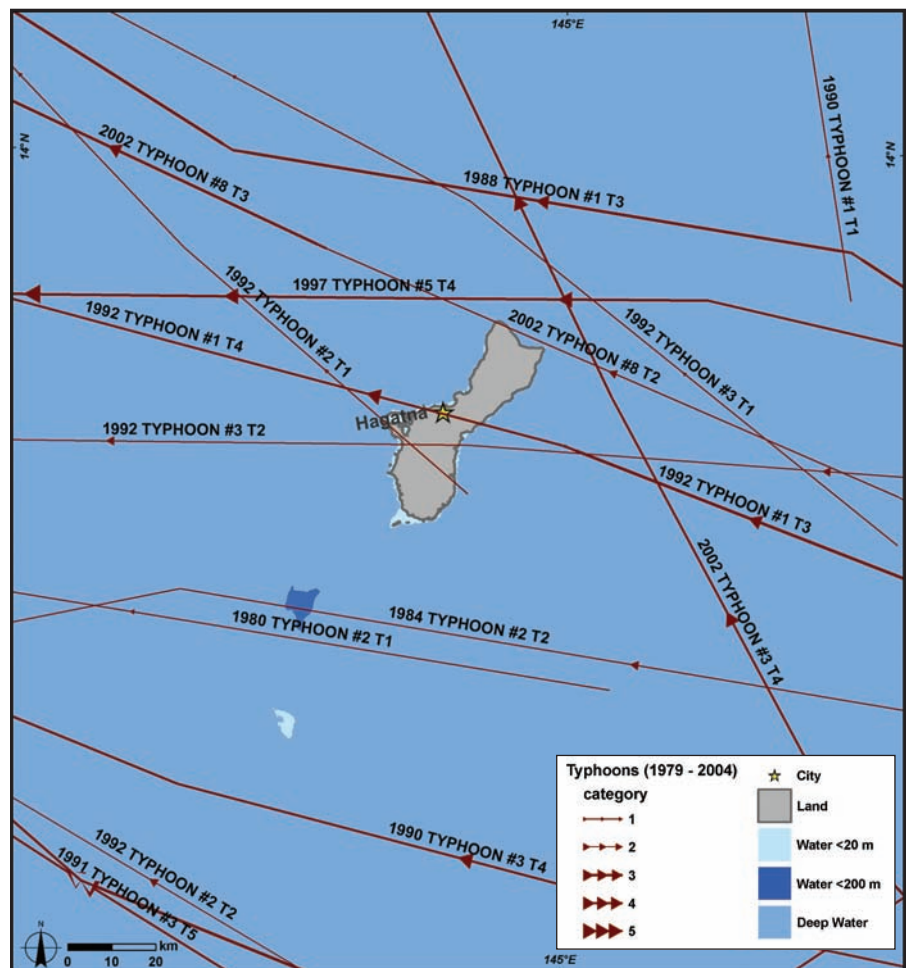 145°E
14°N
14°N
1990 TYPHOON #1 T1
2002 TYPHOON #8 T3
1988 TYPHOON #1 T3
1997 TYPHOON #5 T4
1992 TYPHOON #2 T1
1992 TYPHOON #1 T4
2002 TYPHOON #8 T2
1992 TYPHOON #3 T1
Hagatna
1992 TYPHOON #3 T2
1992 TYPHOON #1 T3
2002 TYPHOON #3 T4
1984 TYPHOON #2 T2
1980 TYPHOON #2 T1
1990 TYPHOON #3 T4
1992 TYPHOON #2 T2
1991 TYPHOON #3 T5
Typhoons (1979 - 2004)
category
1
2
3
4
5
City
Land
Water <20 m
Water <200 m
Deep Water
N
km
0 10 20
145°E